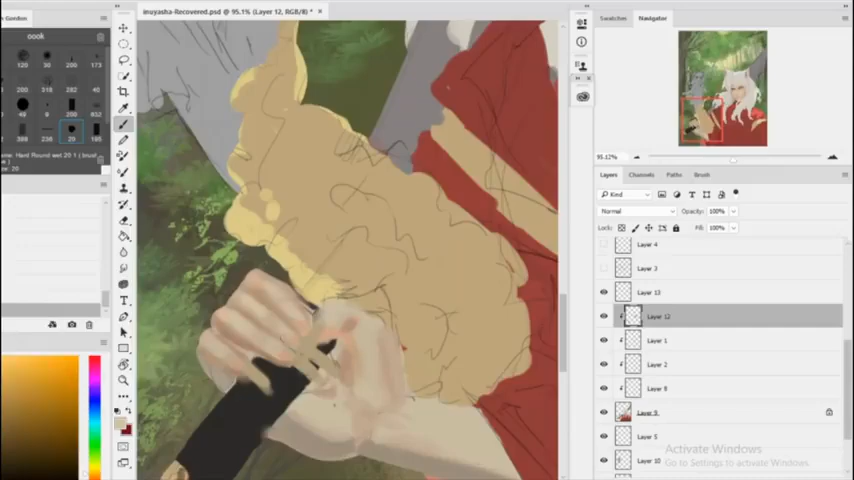 inuyasha-Recovered.psd @ 95.1% (Layer 12, RGB/8) *
Gordon
oook
Swatches
Navigator
95.12%
Layers
Channels
Paths
Brush
Kind
Normal
Opacity: 100%
Lock:
Fill: 100%
Layer 4
Layer 3
Layer 13
Layer 12
Layer 1
Layer 2
Layer 8
Layer 9
Layer 5
Layer 10
Activate Windows
Go to Settings to activate Windows.